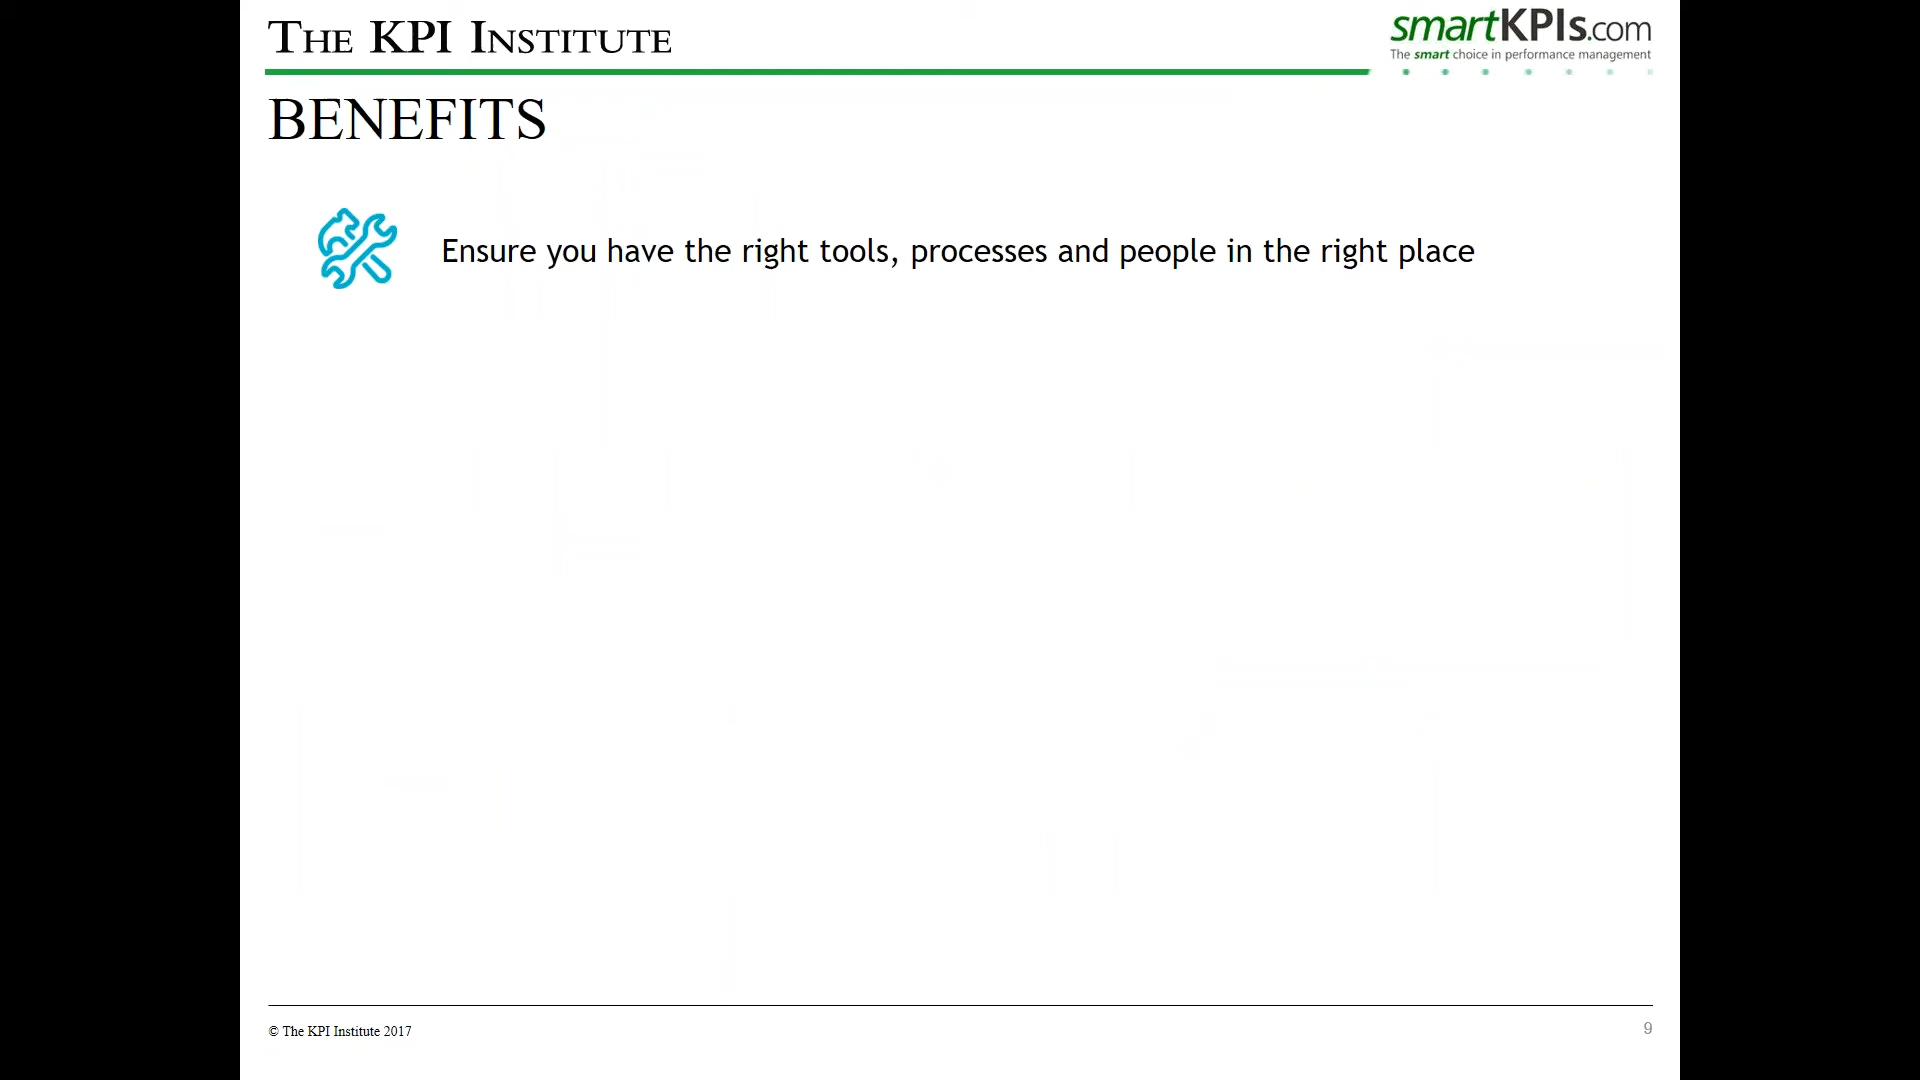 THE KPI INSTITUTE
smartKPIs.com
The smart choice in performance management
BENEFITS
Ensure you have the right tools, processes and people in the right place
© The KPI Institute 2017
9